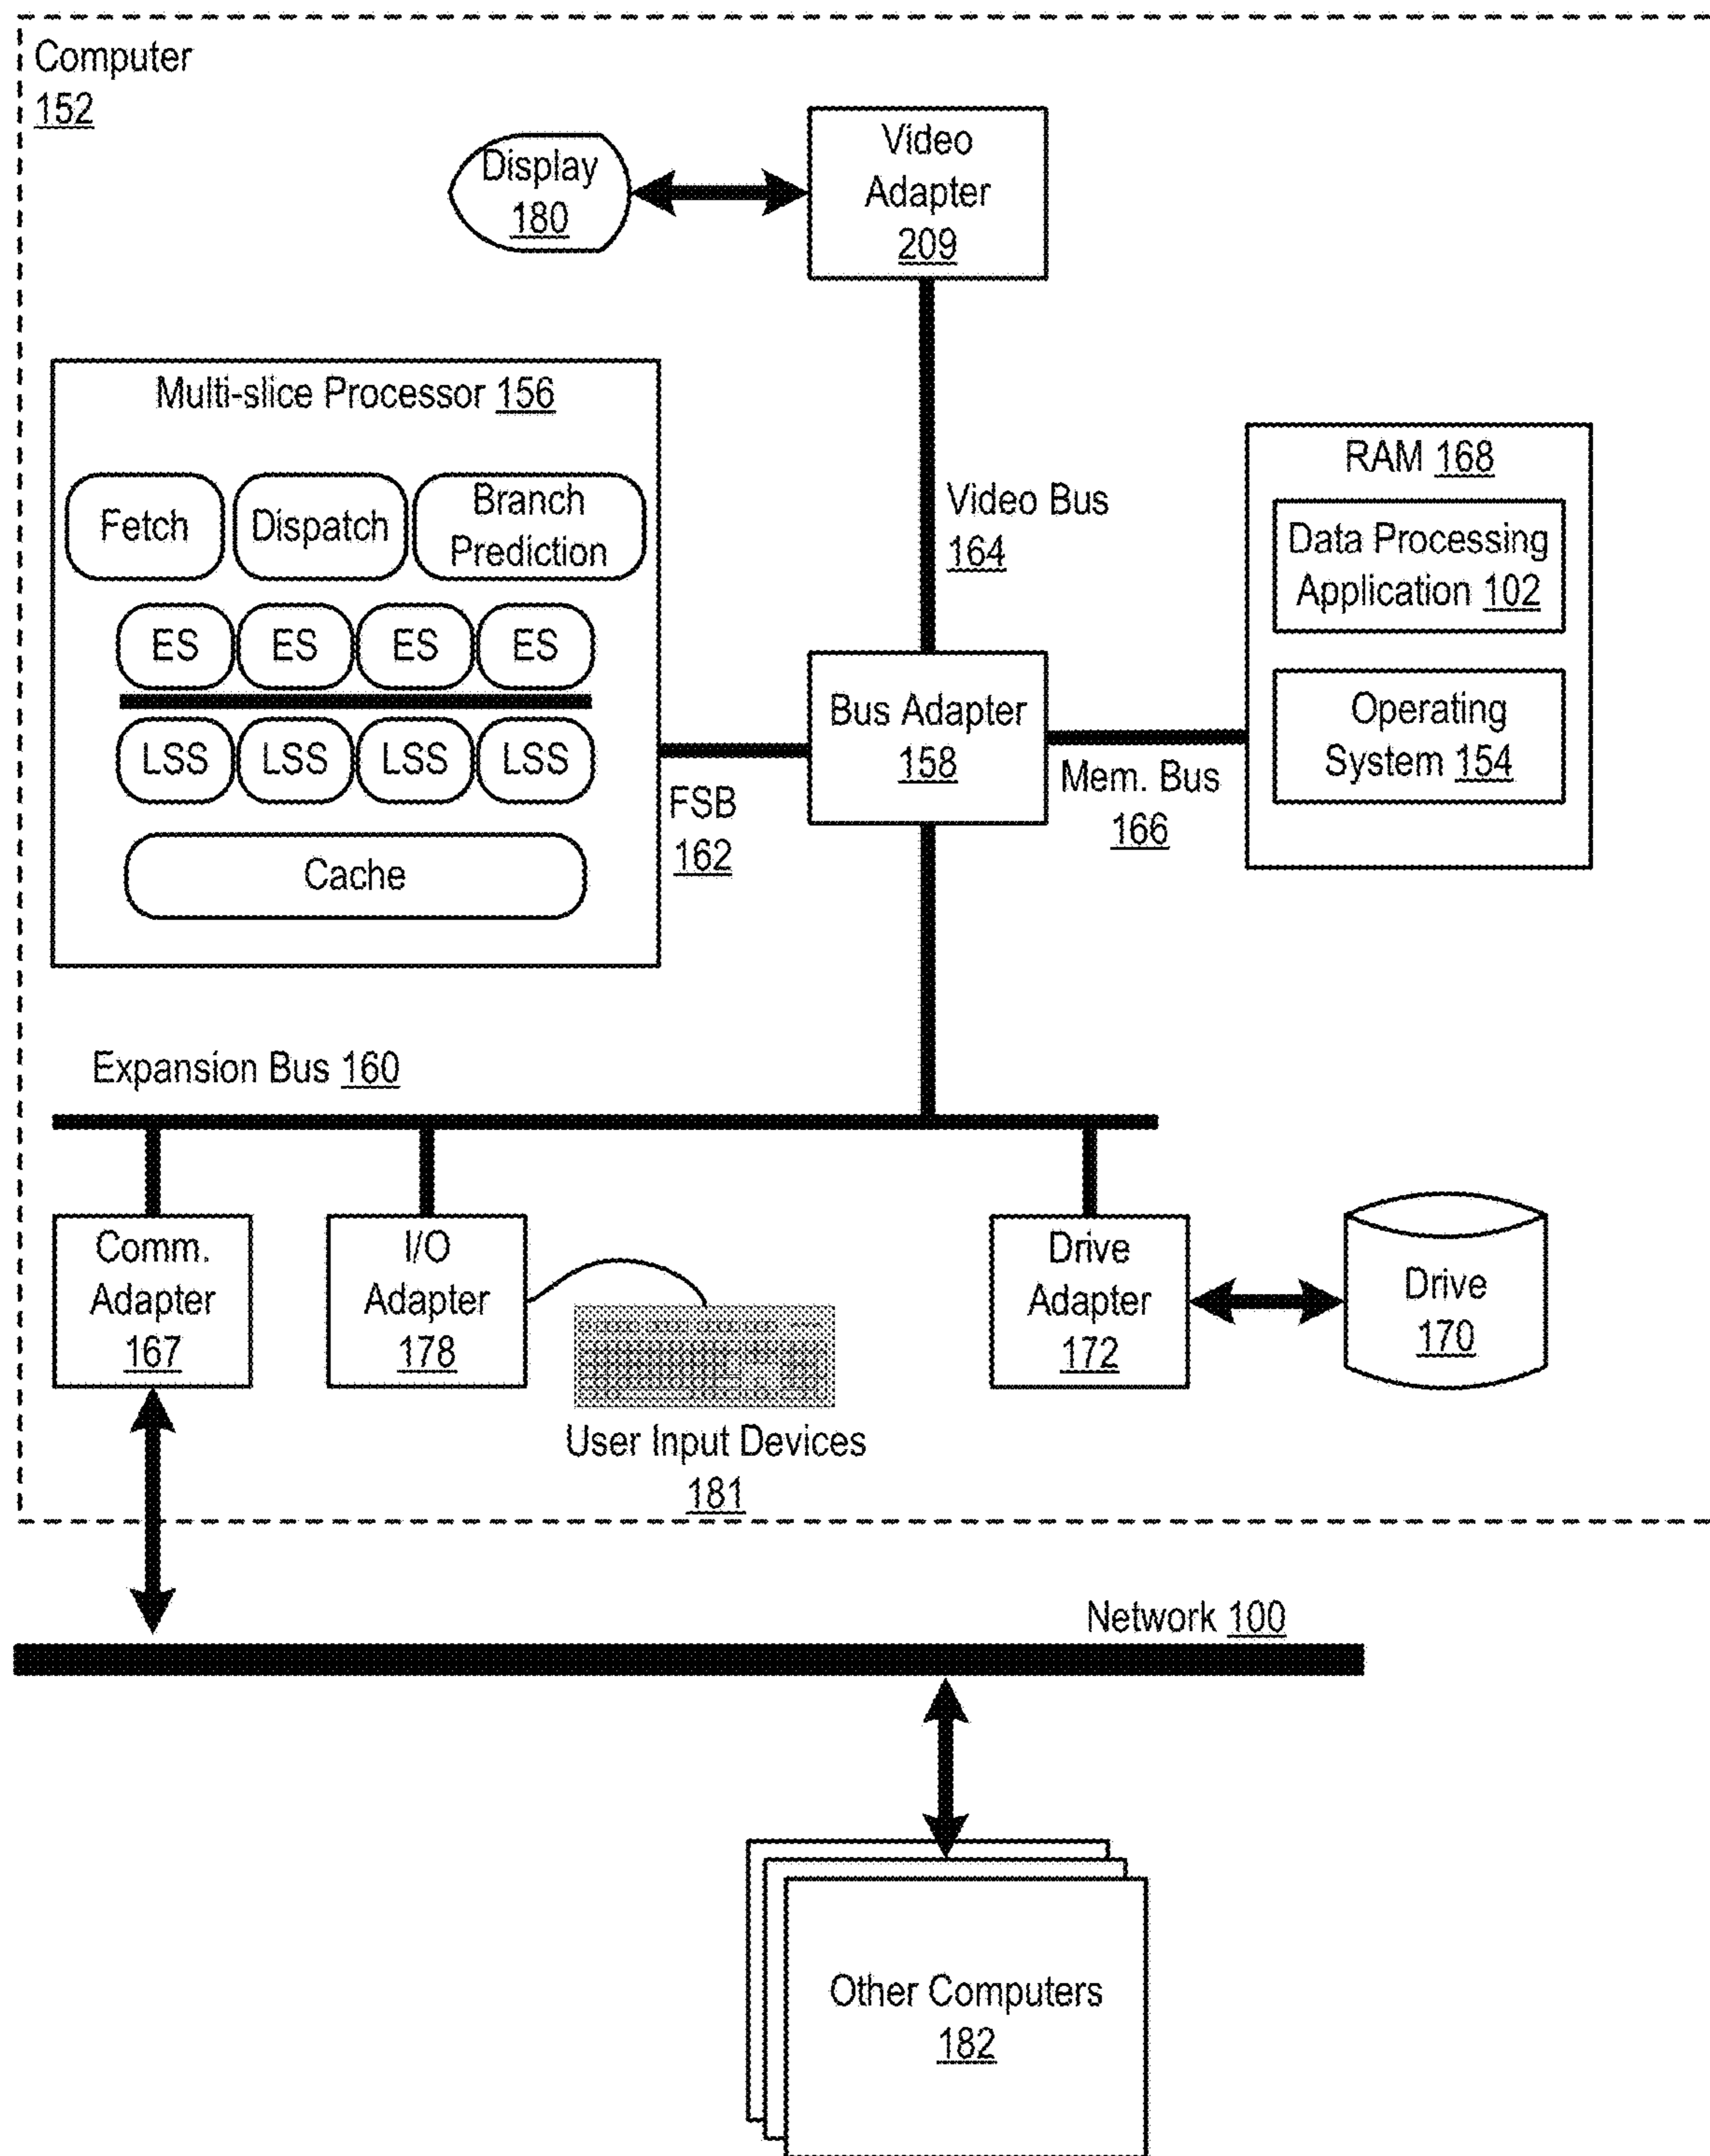 Computer
152
Display
180
Video
Adapter
209
Multi-slice Processor 156
Fetch
Dispatch
Branch
Prediction
ES
ES
ES
ES
LSS
LSS
LSS
LSS
Cache
FSB
162
Video Bus
164
Bus Adapter
158
Mem. Bus
166
RAM 168
Data Processing
Application 102
Operating
System 154
Expansion Bus 160
Comm.
Adapter
167
I/O
Adapter
178
User Input Devices
181
Drive
Adapter
172
Drive
170
Network 100
Other Computers
182